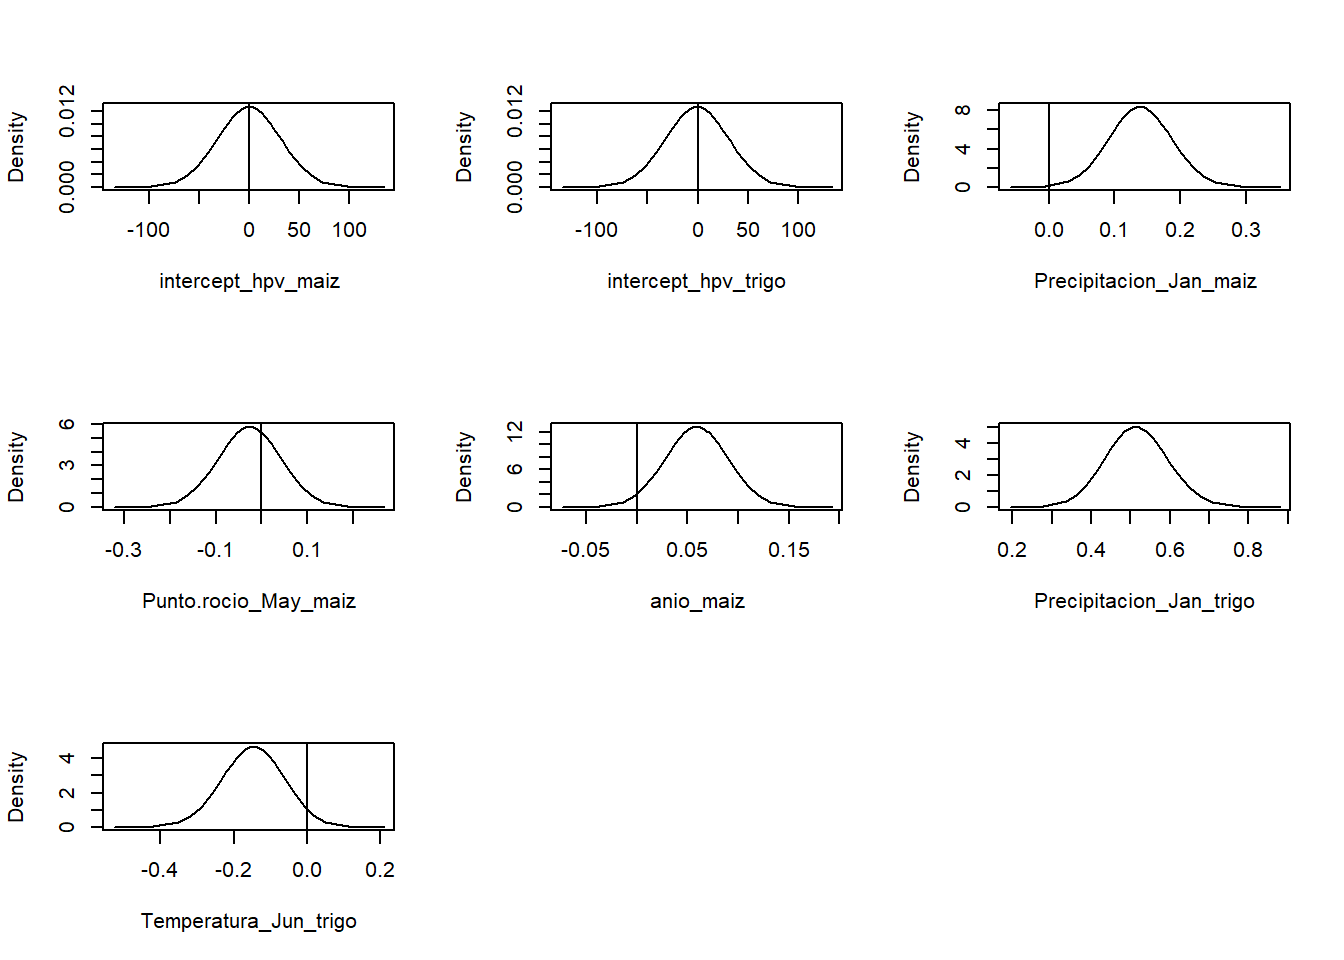 Density
0.000 0.012
-100 0 50 100
intercept_hpv_maiz
Density
0.000 0.012
-100 0 50 100
intercept_hpv_trigo
Density
0 4 8
0.0 0.1 0.2 0.3
Precipitacion_Jan_maiz
Density
0 3 6
-0.3 -0.1 0.1
Punto.rocio_May_maiz
Density
0 6 12
-0.05 0.05 0.15
anio_maiz
Density
0 2 4
0.2 0.4 0.6 0.8
Precipitacion_Jan_trigo
Density
0 2 4
-0.4 -0.2 0.0 0.2
Temperatura_Jun_trigo